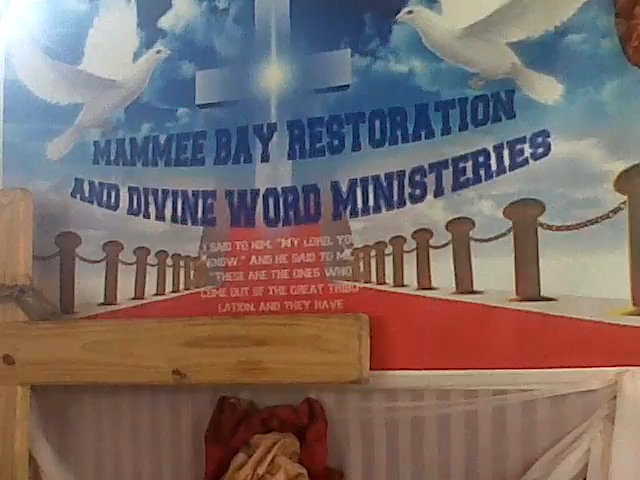 MAMMEE BAY RESTORATION
AND DIVINE WORD MINISTERIES
I SAID TO HIM, "MY LORD, YO
KNOW." AND HE SAID TO ME
"THESE ARE THE ONES WHO
COME OUT OF THE GREAT TRIBU
LATION, AND THEY HAVE